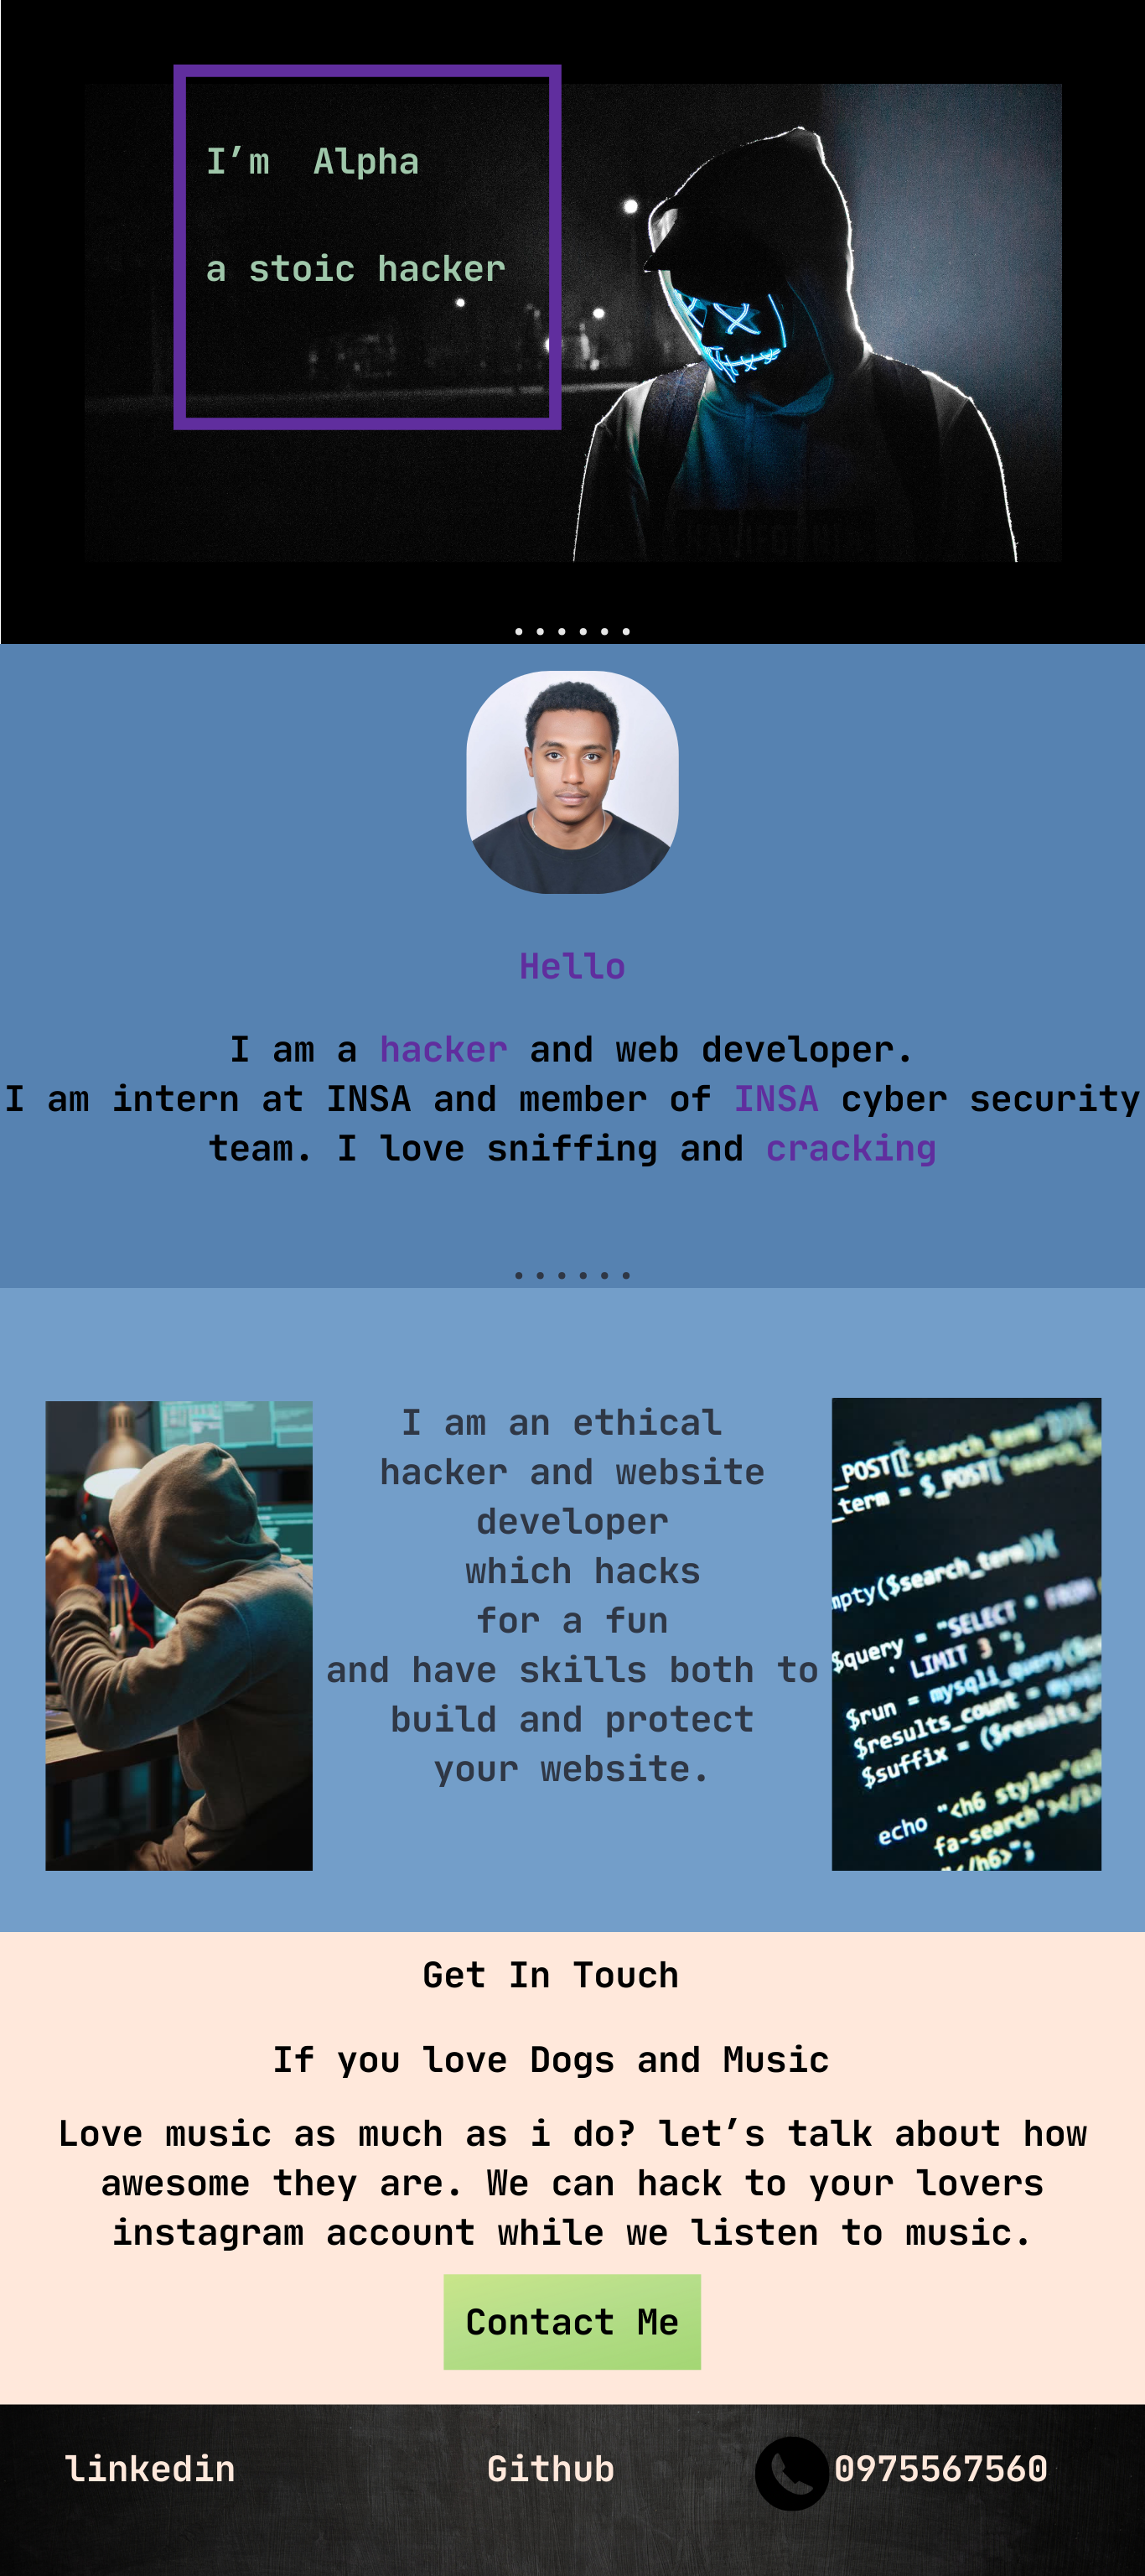 I’m  Alpha
a stoic hacker
Hello
I am a hacker and web developer.
I am intern at INSA and member of INSA cyber security
team. I love sniffing and cracking
I am an ethical
hacker and website
developer
which hacks
for a fun
and have skills both to
build and protect
your website.
_POST['search_term'])){
_term = $_POST['search_te
mpty($search_term)){
$query = "SELECT * FROM
' LIMIT 3 ";
$run = mysqli_query(
$results_count = mysq
$suffix = ($results_c
echo "<h6 style='col
fa-search'></i>
"</h6>";
Get In Touch
If you love Dogs and Music
Love music as much as i do? let’s talk about how
awesome they are. We can hack to your lovers
instagram account while we listen to music.
Contact Me
linkedin
Github
0975567560